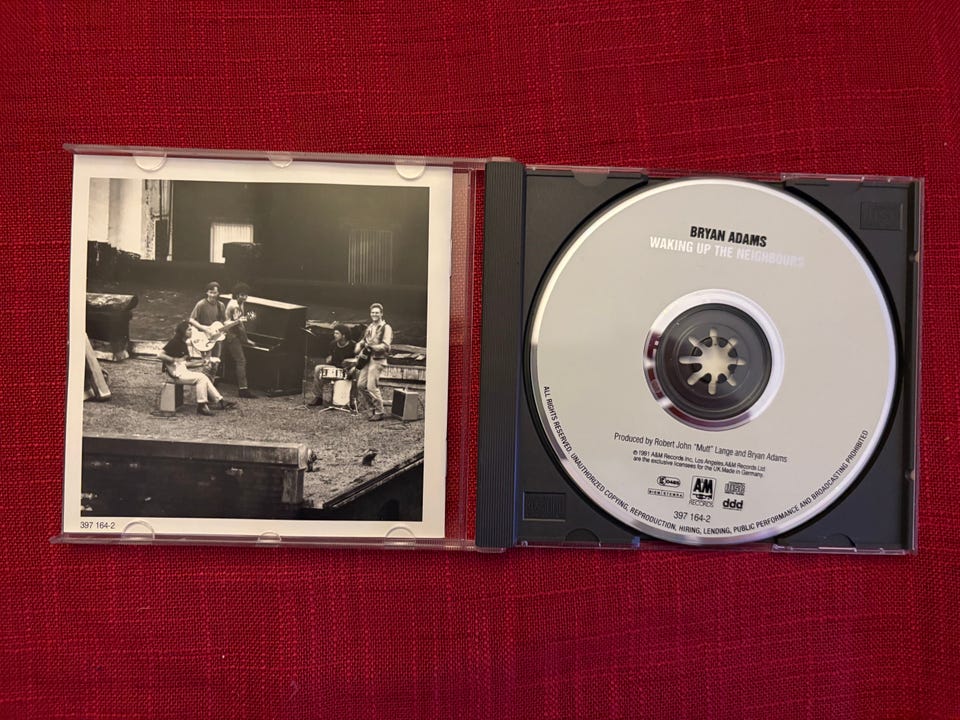 397 164-2
BRYAN ADAMS
WAKING UP THE NEIGHBOURS
Produced by Robert John "Mutt" Lange and Bryan Adams
℗©1991 A&M Records Inc, Los Angeles. A&M Records Ltd
are the exclusive licensees for the UK. Made in Germany.
BIEM STEMRA
A&M
RECORDS
ddd
397 164-2
ALL RIGHTS RESERVED. UNAUTHORIZED COPYING, REPRODUCTION, HIRING, LENDING, PUBLIC PERFORMANCE AND BROADCASTING PROHIBITED